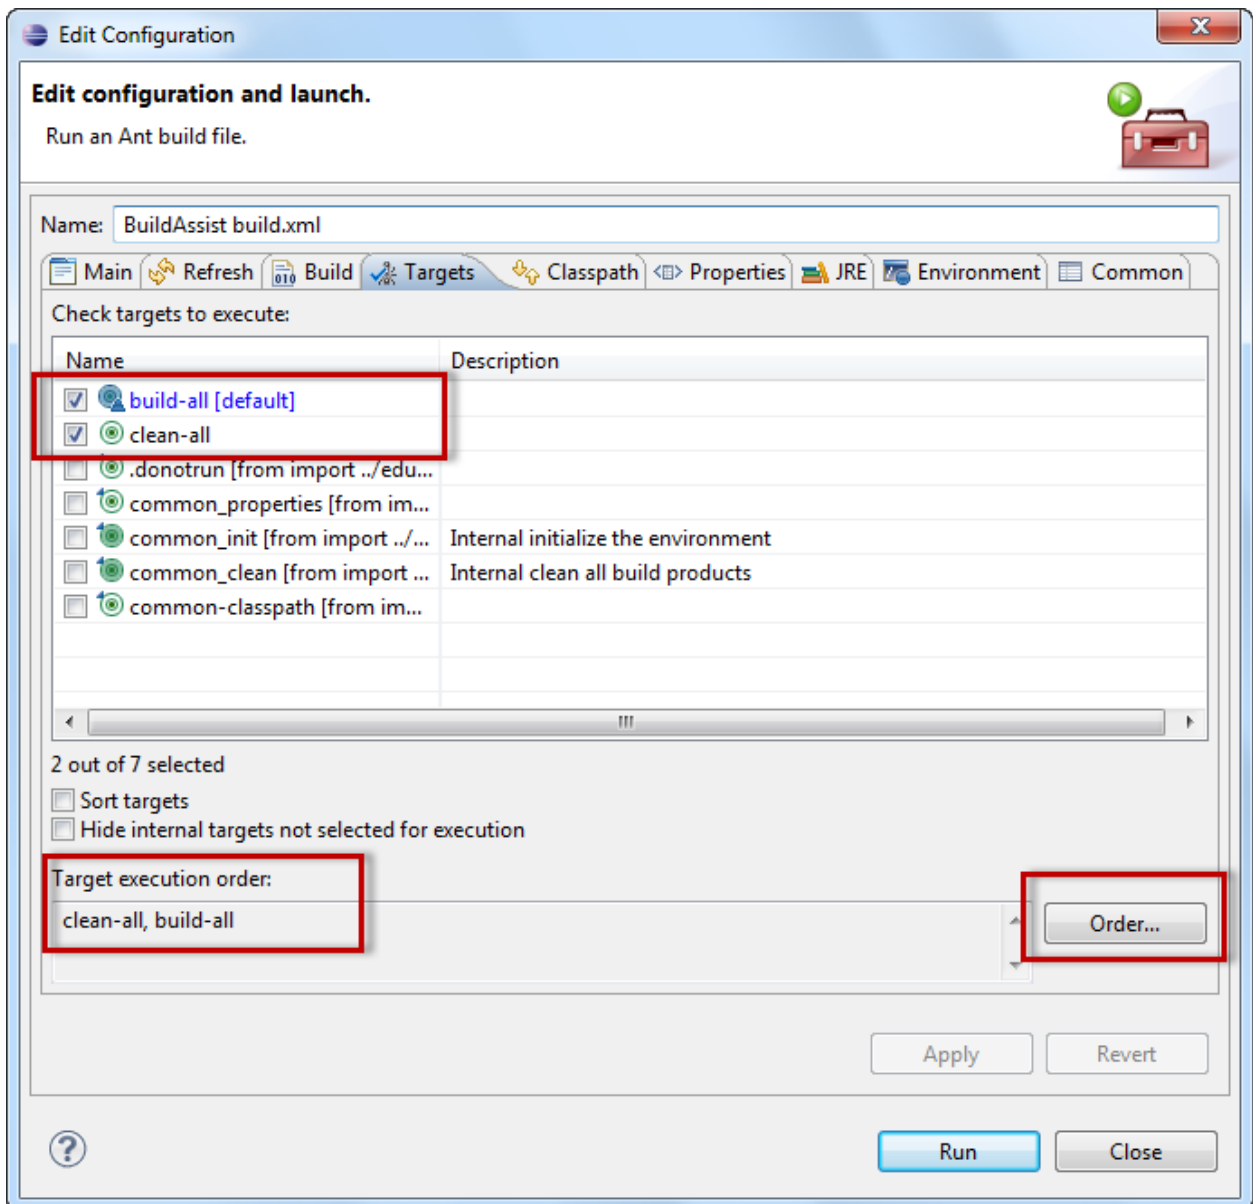 Edit Configuration
Edit configuration and launch.
Run an Ant build file.
Name: BuildAssist build.xml
Main Refresh Build Targets Classpath Properties JRE Environment Common
Check targets to execute:
Name Description
build-all [default]
clean-all
.donotrun [from import ../edu...
common_properties [from im...
common_init [from import ../... Internal initialize the environment
common_clean [from import ... Internal clean all build products
common-classpath [from im...
2 out of 7 selected
Sort targets
Hide internal targets not selected for execution
Target execution order:
clean-all, build-all
Order...
Apply Revert
Run Close